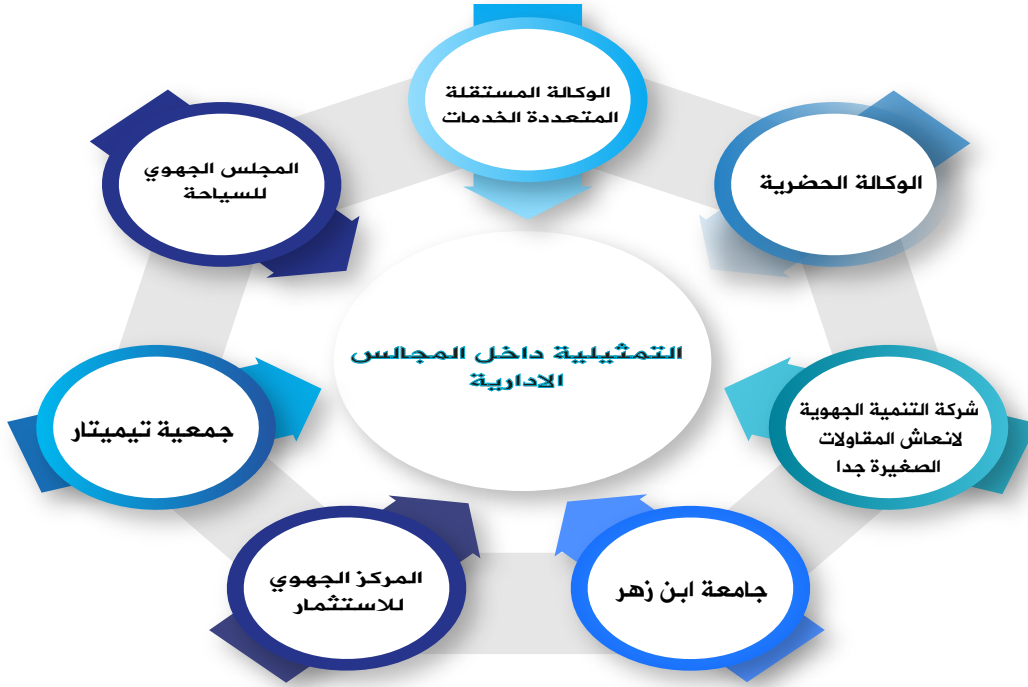 الوكالة المستقلة
المتعددة الخدمات
المجلس الجهوي
للسياحة
الوكالة الحضرية
التمثيلية داخل المجالس
الادارية
جمعية تيميتار
شركة التنمية الجهوية
لانعاش المقاولات
الصغيرة جدا
المركز الجهوي
للاستثمار
جامعة ابن زهر